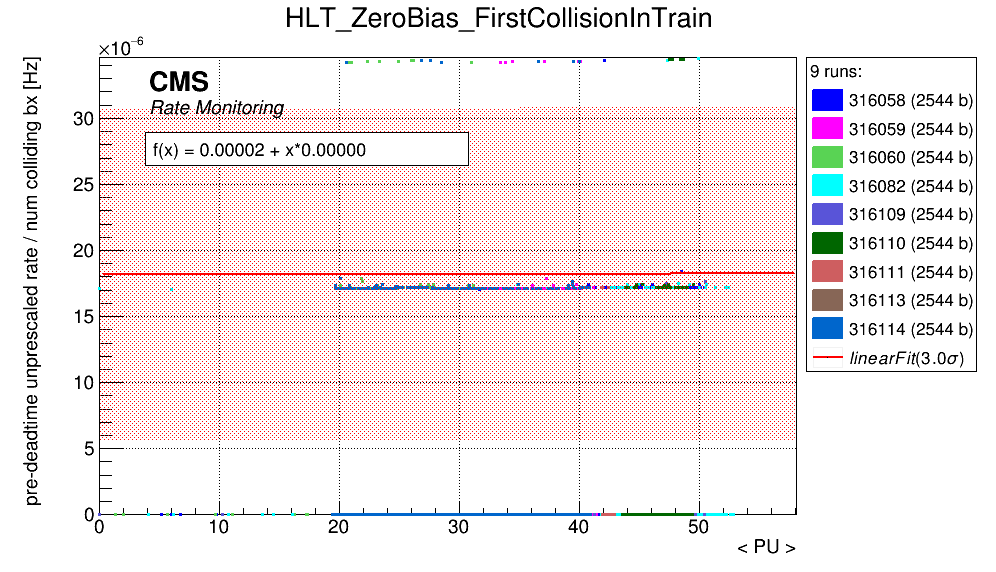 HLT_ZeroBias_FirstCollisionInTrain
×10⁻⁶
pre-deadtime unprescaled rate / num colliding bx [Hz]
CMS
Rate Monitoring
f(x) = 0.00002 + x*0.00000
30
25
20
15
10
5
0
0 10 20 30 40 50
< PU >
9 runs:
316058 (2544 b)
316059 (2544 b)
316060 (2544 b)
316082 (2544 b)
316109 (2544 b)
316110 (2544 b)
316111 (2544 b)
316113 (2544 b)
316114 (2544 b)
linearFit(3.0σ)